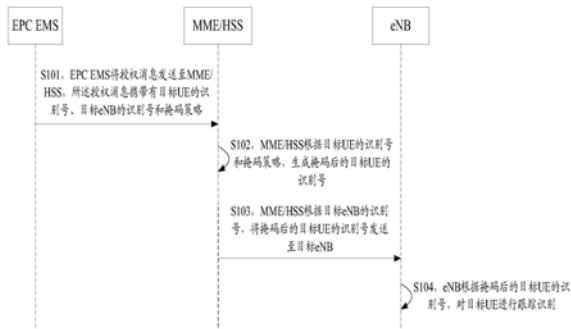 EPC EMS
MME/HSS
eNB
S101，EPC EMS将授权消息发送至MME/
HSS，所述授权消息携带有目标UE的识
别号、目标eNB的识别号和掩码策略
S102，MME/HSS根据目标UE的识别号
和掩码策略，生成掩码后的目标UE的
识别号
S103，MME/HSS根据目标eNB的识别
号，将掩码后的目标UE的识别号发送
至目标eNB
S104，eNB根据掩码后的目标UE的识
别号，对目标UE进行跟踪识别